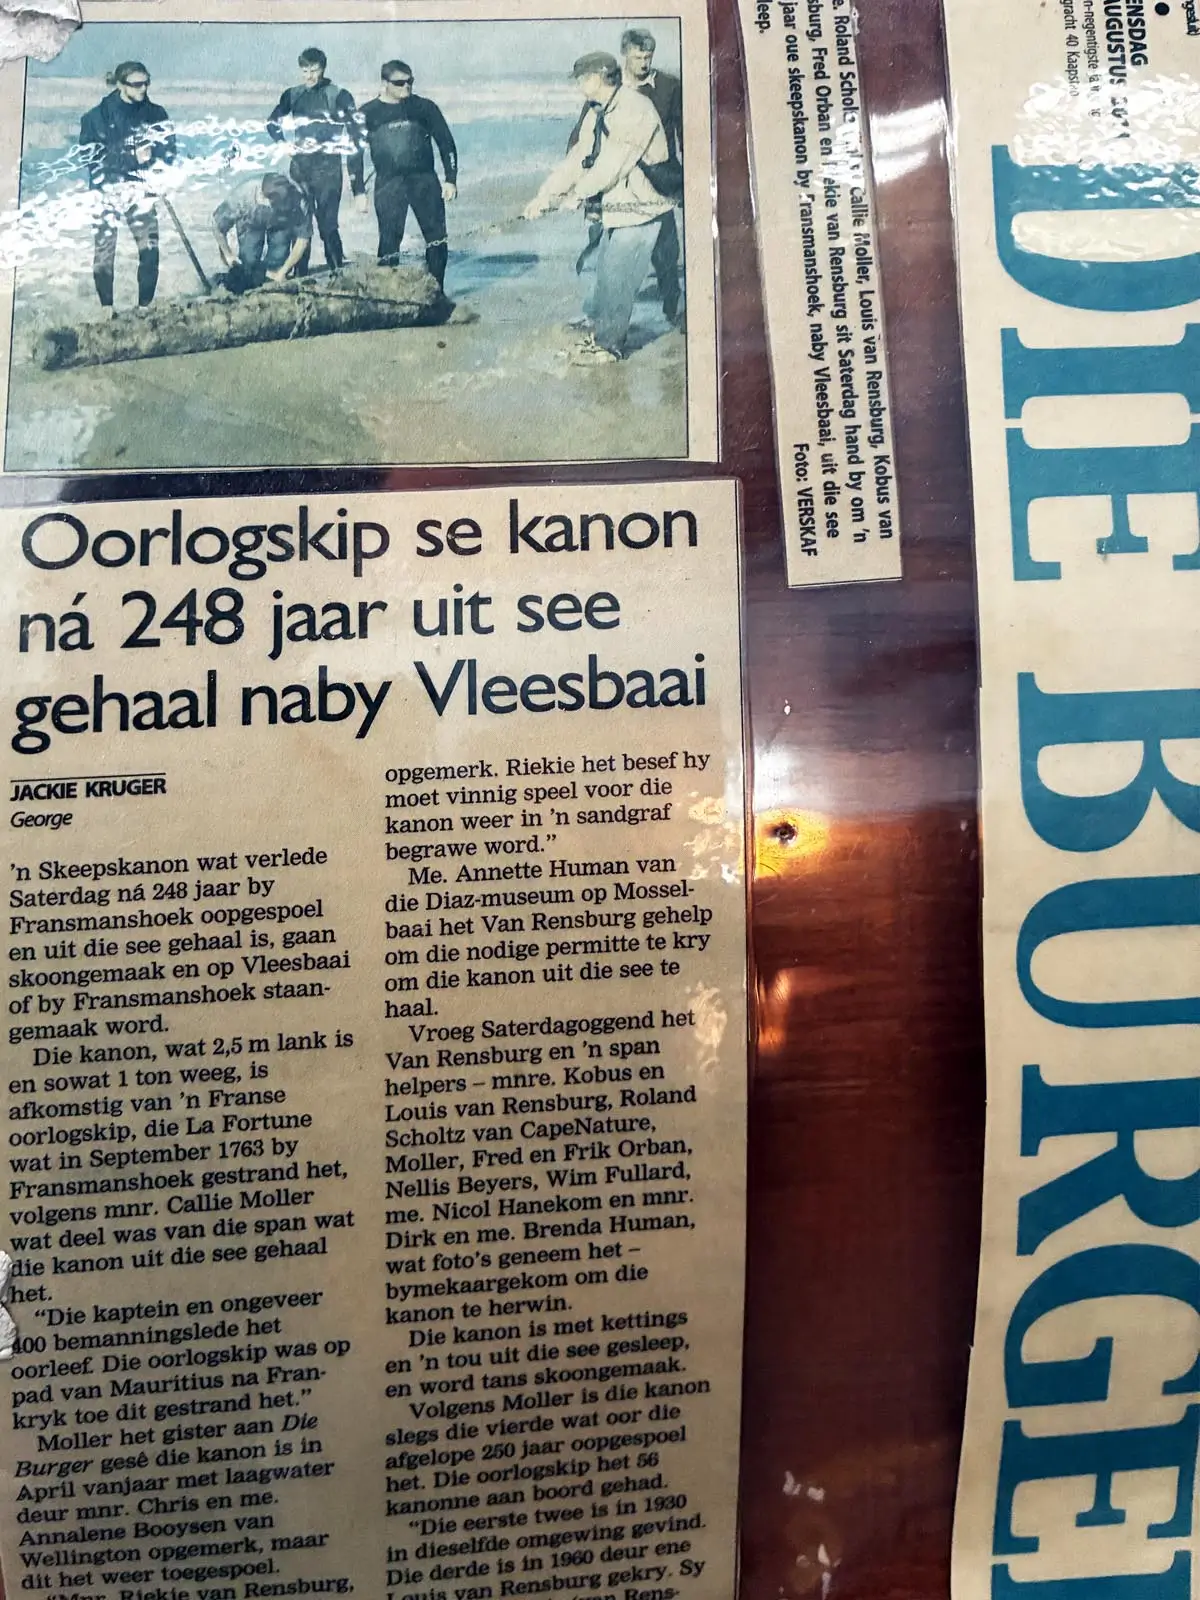 Oorlogskip se kanon
ná 248 jaar uit see
gehaal naby Vleesbaai
JACKIE KRUGER
George
’n Skeepskanon wat verlede
Saterdag ná 248 jaar by
Fransmanshoek oopgespoel
en uit die see gehaal is, gaan
skoongemaak en op Vleesbaai
of by Fransmanshoek staan-
gemaak word.
Die kanon, wat 2,5 m lank is
en sowat 1 ton weeg, is
afkomstig van ’n Franse
oorlogskip, die La Fortune
wat in September 1763 by
Fransmanshoek gestrand het,
volgens mnr. Callie Moller
wat deel was van die span wat
die kanon uit die see gehaal
het.
“Die kaptein en ongeveer
400 bemanningslede het
oorleef. Die oorlogskip was op
pad van Mauritius na Fran-
kryk toe dit gestrand het.”
Moller het gister aan Die
Burger gesê die kanon is in
April vanjaar met laagwater
deur mnr. Chris en me.
Annalene Booysen van
Wellington opgemerk, maar
dit het weer toegespoel.
“Mnr. Riekie van Rensburg,
opgemerk. Riekie het besef hy
moet vinnig speel voor die
kanon weer in ’n sandgraf
begrawe word.”
Me. Annette Human van
die Diaz-museum op Mossel-
baai het Van Rensburg gehelp
om die nodige permitte te kry
om die kanon uit die see te
haal.
Vroeg Saterdagoggend het
Van Rensburg en ’n span
helpers – mnre. Kobus en
Louis van Rensburg, Roland
Scholtz van CapeNature,
Moller, Fred en Frik Orban,
Nellis Beyers, Wim Fullard,
me. Nicol Hanekom en mnr.
Dirk en me. Brenda Human,
wat foto’s geneem het –
bymekaargekom om die
kanon te herwin.
Die kanon is met kettings
en ’n tou uit die see gesleep,
en word tans skoongemaak.
Volgens Moller is die kanon
slegs die vierde wat oor die
afgelope 250 jaar oopgespoel
het. Die oorlogskip het 56
kanonne aan boord gehad.
“Die eerste twee is in 1930
in dieselfde omgewing gevind.
Die derde is in 1960 deur ene
Louis van Rensburg gekry. Sy
e. Roland Callie Moller, Louis van Rensburg, Kobus van
sburg, Fred Orban en Riekie van Rensburg sit Saterdag hand by om ’n
jaar oue skeepskanon by Fransmanshoek, naby Vleesbaai, uit die see
leep.
Foto: VERSKAF
ENSDAG
AUGUSTUS
n-negentigste
gracht 40 Kaapstad
DIE BURGE